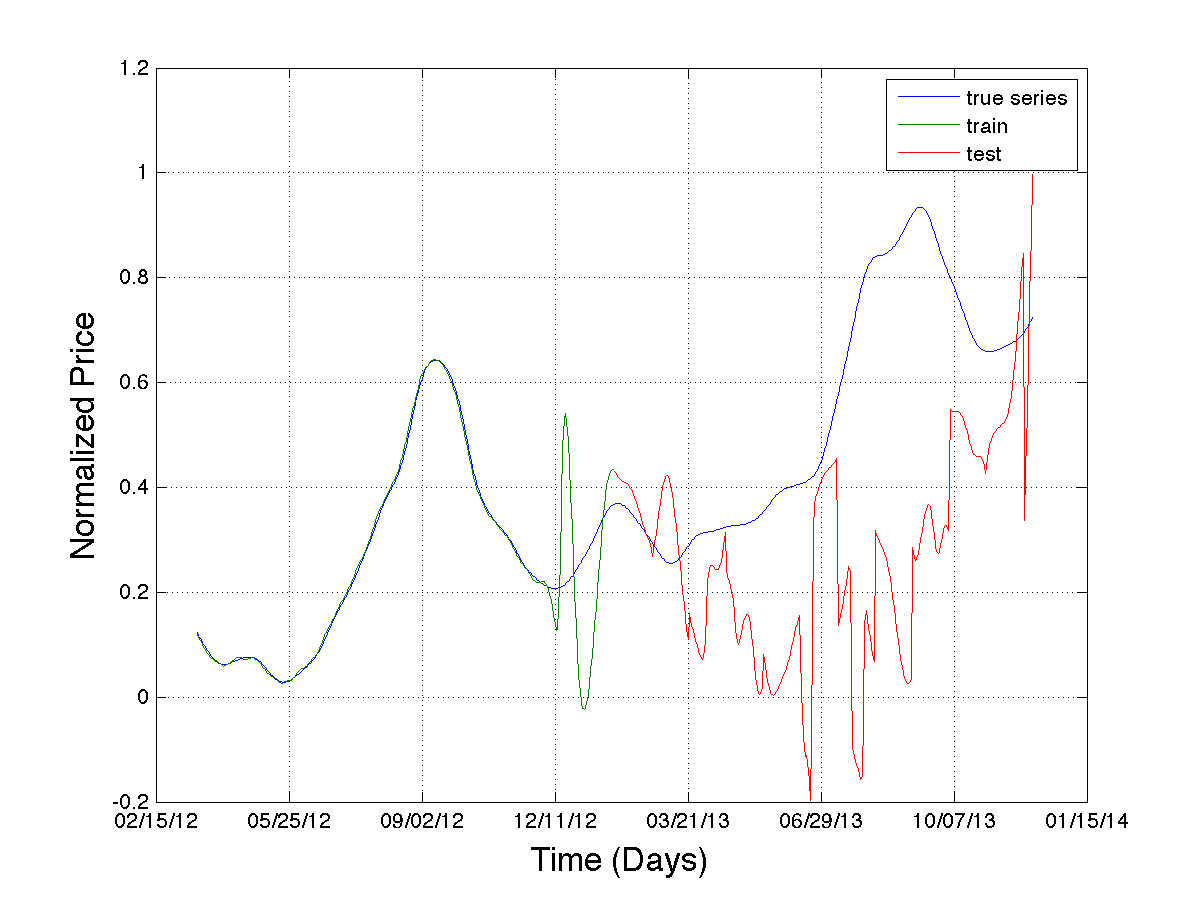 1.2
1
0.8
0.6
0.4
0.2
0
-0.2
Normalized Price
true series
train
test
02/15/12 05/25/12 09/02/12 12/11/12 03/21/13 06/29/13 10/07/13 01/15/14
Time (Days)